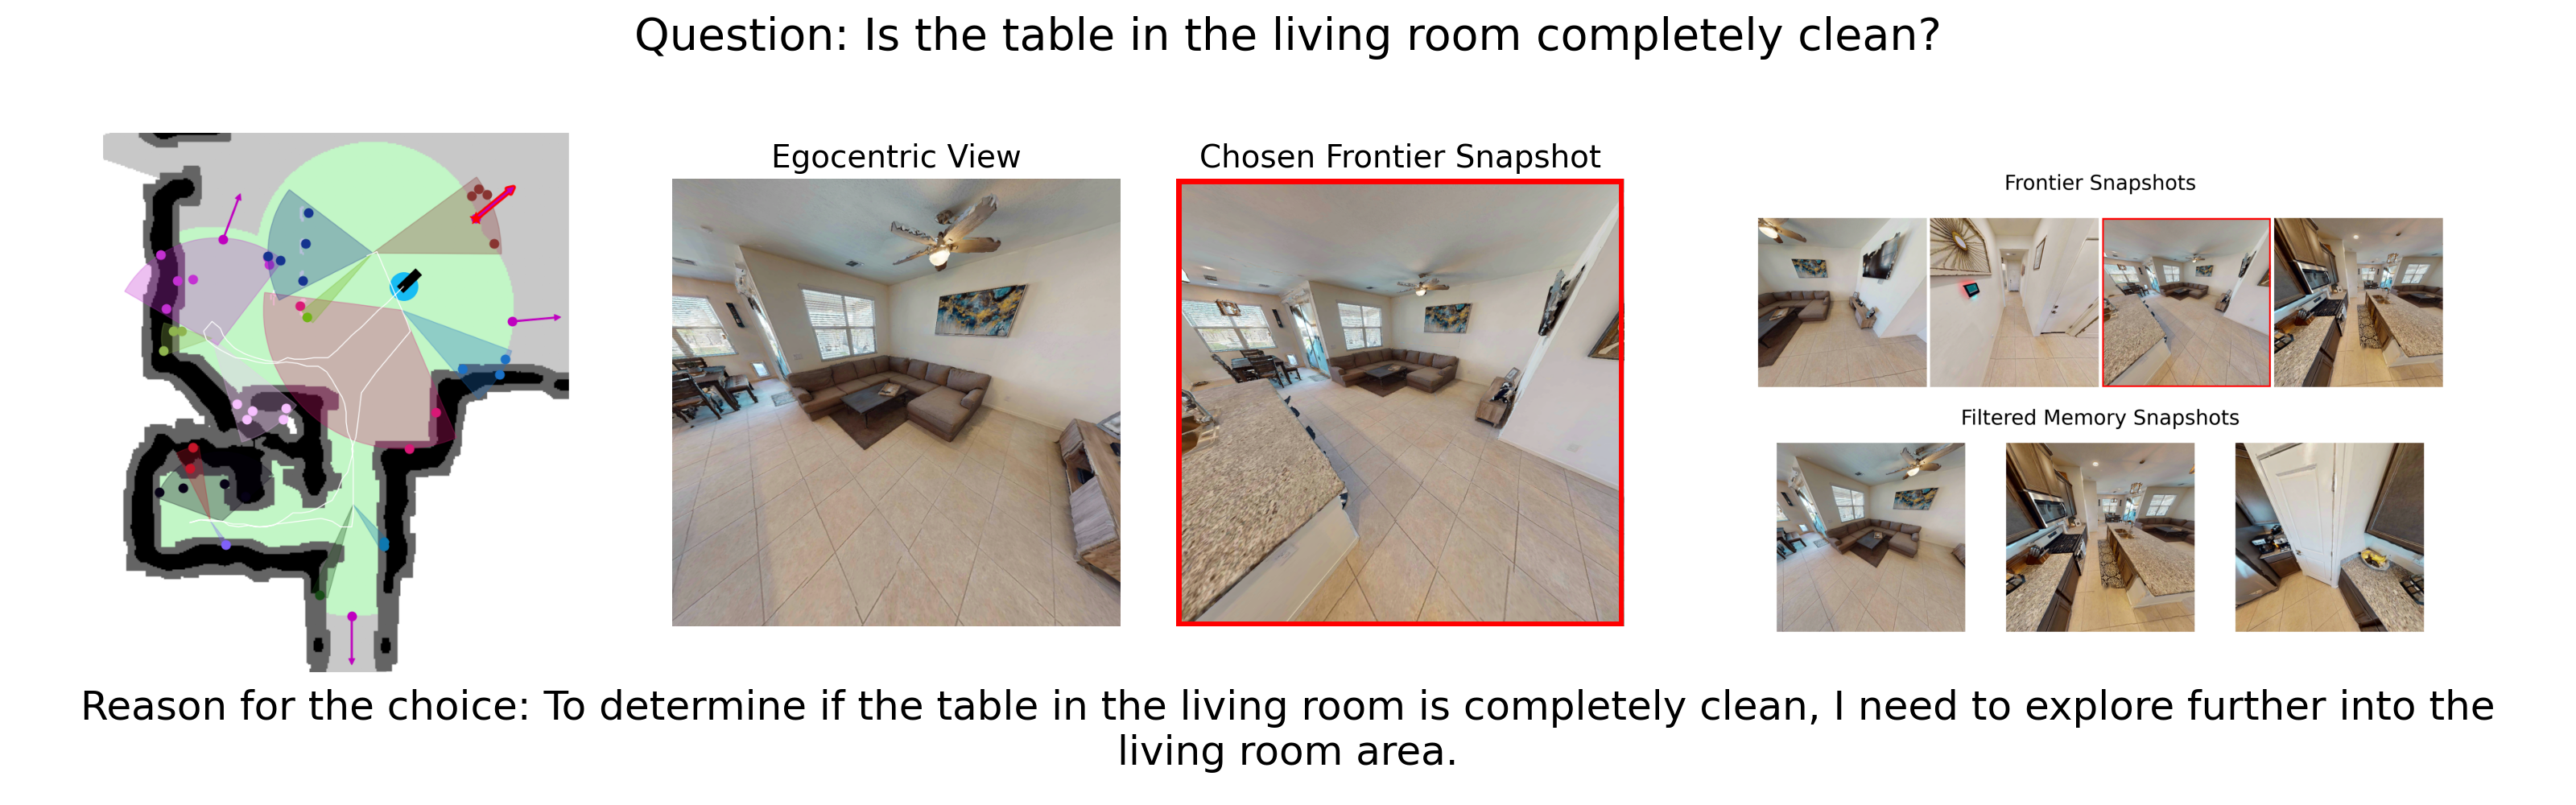 Question: Is the table in the living room completely clean?
Egocentric View
Chosen Frontier Snapshot
Frontier Snapshots
Filtered Memory Snapshots
Reason for the choice: To determine if the table in the living room is completely clean, I need to explore further into the
living room area.